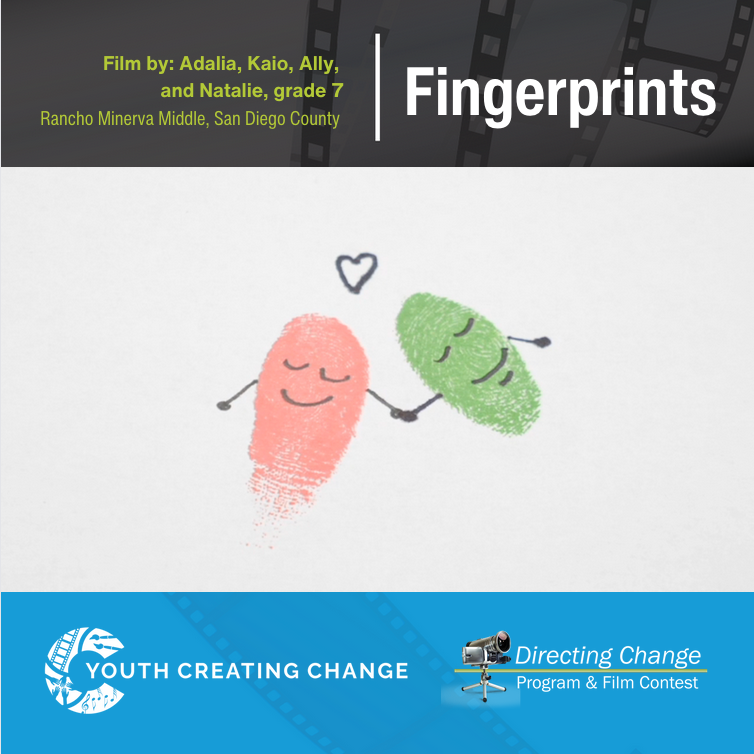 Film by: Adalia, Kaio, Ally,
and Natalie, grade 7
Rancho Minerva Middle, San Diego County
Fingerprints
YOUTH CREATING CHANGE
Directing Change
Program & Film Contest